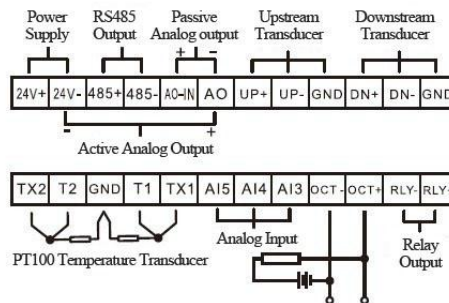 Power Supply
RS485 Output
Passive Analog output
Upstream Transducer
Downstream Transducer
+ −
24V+ 24V- 485+ 485- AO-IN AO UP+ UP- GND DN+ DN- GND
− +
Active Analog Output
TX2 T2 GND T1 TX1 AI5 AI4 AI3 OCT- OCT+ RLY- RLY-
Analog Input
Relay Output
PT100 Temperature Transducer